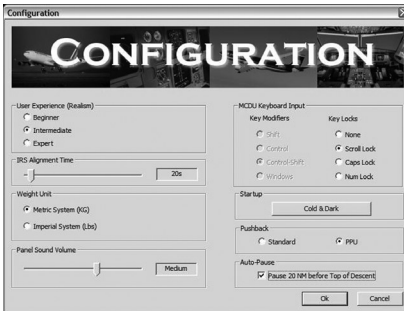 Configuration
CONFIGURATION
User Experience (Realism)
Beginner
Intermediate
Expert
IRS Alignment Time
20s
Weight Unit
Metric System (KG)
Imperial System (Lbs)
Panel Sound Volume
Medium
MCDU Keyboard Input
Key Modifiers
Key Locks
Shift
None
Control
Scroll Lock
Control-Shift
Caps Lock
Windows
Num Lock
Startup
Cold & Dark
Pushback
Standard
PPU
Auto-Pause
Pause 20 NM before Top of Descent
Ok
Cancel